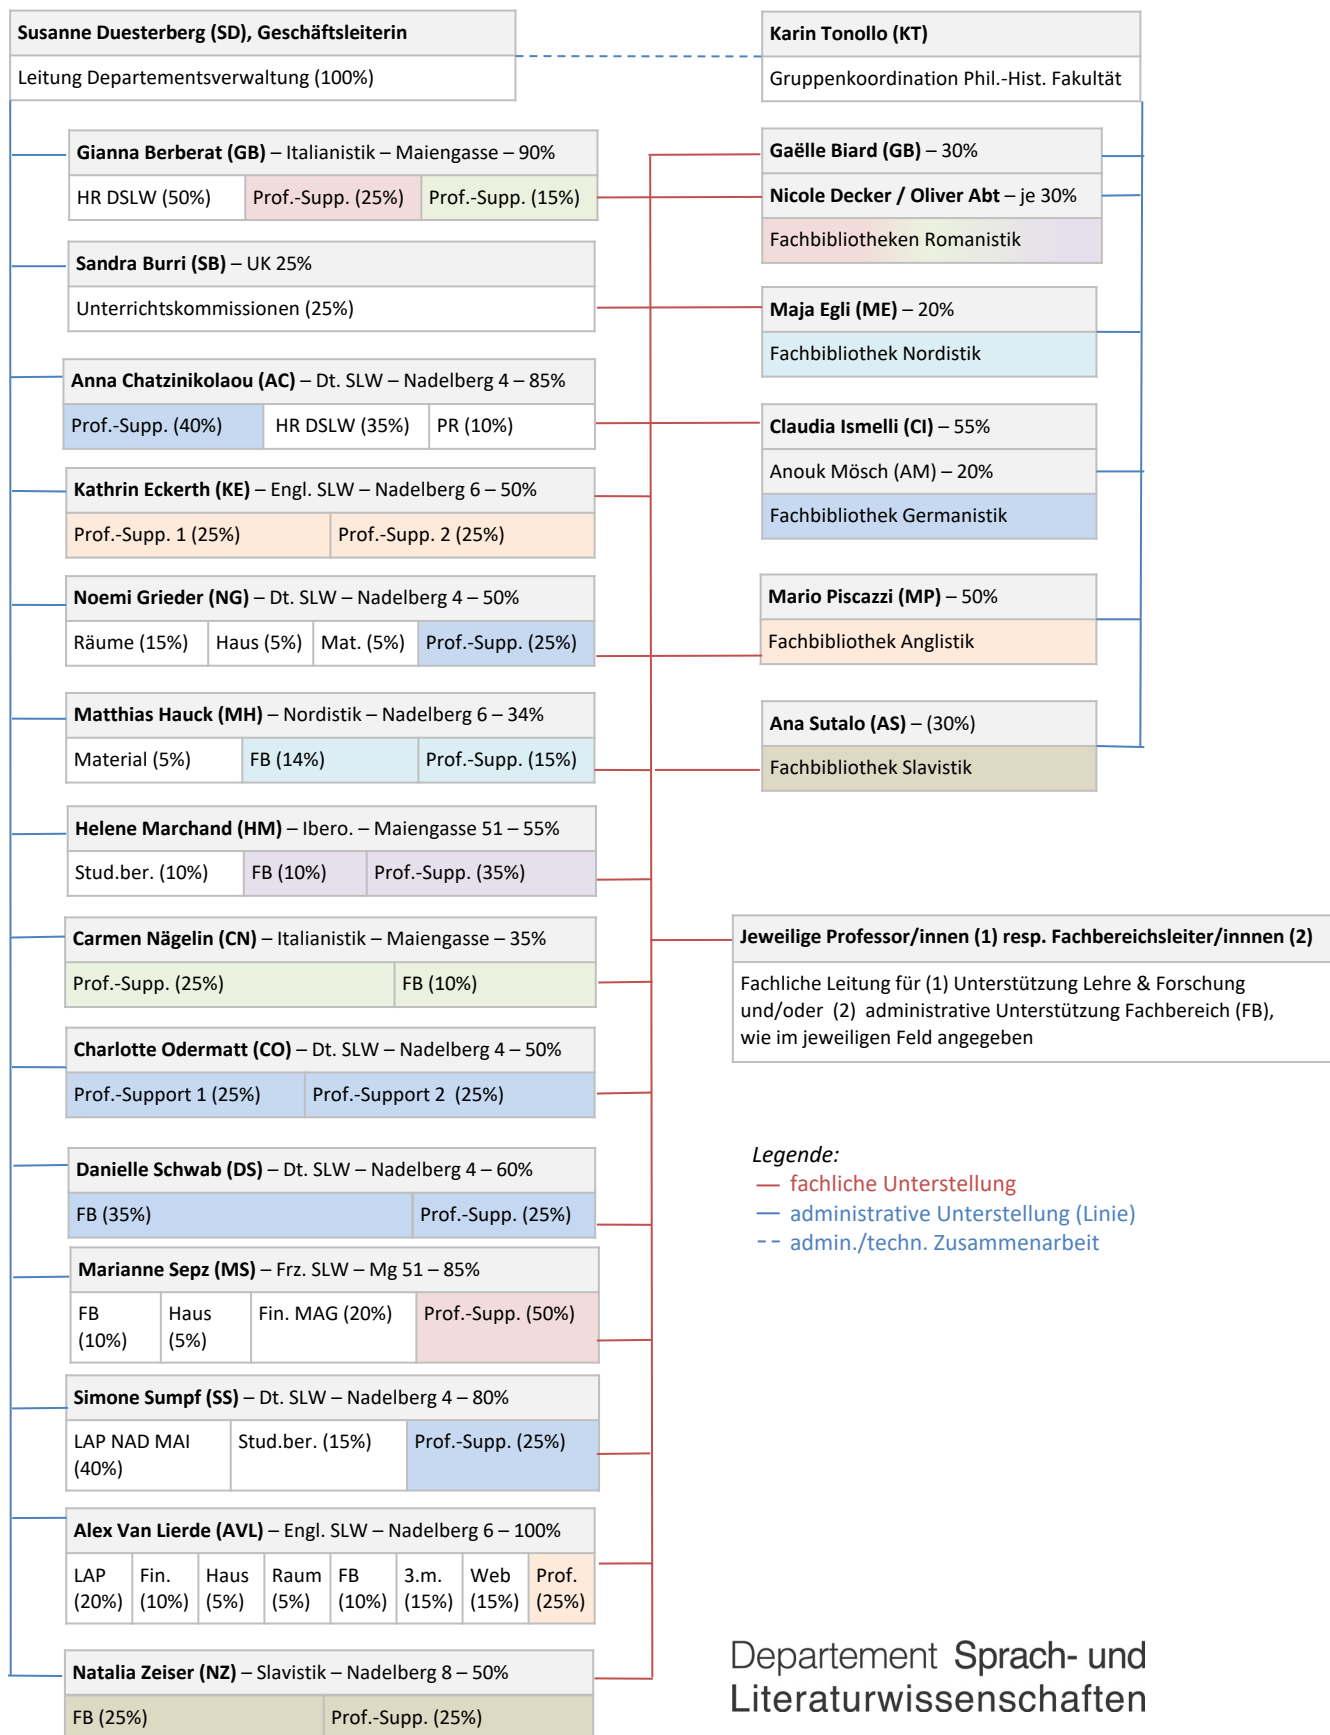 Susanne Duesterberg (SD), Geschäftsleiterin
Leitung Departementsverwaltung (100%)
Karin Tonollo (KT)
Gruppenkoordination Phil.-Hist. Fakultät
Gianna Berberat (GB) – Italianistik – Maiengasse – 90%
HR DSLW (50%) Prof.-Supp. (25%) Prof.-Supp. (15%)
Sandra Burri (SB) – UK 25%
Unterrichtskommissionen (25%)
Anna Chatzinikolaou (AC) – Dt. SLW – Nadelberg 4 – 85%
Prof.-Supp. (40%) HR DSLW (35%) PR (10%)
Kathrin Eckerth (KE) – Engl. SLW – Nadelberg 6 – 50%
Prof.-Supp. 1 (25%) Prof.-Supp. 2 (25%)
Noemi Grieder (NG) – Dt. SLW – Nadelberg 4 – 50%
Räume (15%) Haus (5%) Mat. (5%) Prof.-Supp. (25%)
Matthias Hauck (MH) – Nordistik – Nadelberg 6 – 34%
Material (5%) FB (14%) Prof.-Supp. (15%)
Helene Marchand (HM) – Ibero. – Maiengasse 51 – 55%
Stud.ber. (10%) FB (10%) Prof.-Supp. (35%)
Carmen Nägelin (CN) – Italianistik – Maiengasse – 35%
Prof.-Supp. (25%) FB (10%)
Charlotte Odermatt (CO) – Dt. SLW – Nadelberg 4 – 50%
Prof.-Support 1 (25%) Prof.-Support 2 (25%)
Danielle Schwab (DS) – Dt. SLW – Nadelberg 4 – 60%
FB (35%) Prof.-Supp. (25%)
Marianne Sepz (MS) – Frz. SLW – Mg 51 – 85%
FB Haus Fin. MAG (20%) Prof.-Supp. (50%)
(10%) (5%)
Simone Sumpf (SS) – Dt. SLW – Nadelberg 4 – 80%
LAP NAD MAI Stud.ber. (15%) Prof.-Supp. (25%)
(40%)
Alex Van Lierde (AVL) – Engl. SLW – Nadelberg 6 – 100%
LAP Fin. Haus Raum FB 3.m. Web Prof.
(20%) (10%) (5%) (5%) (10%) (15%) (15%) (25%)
Natalia Zeiser (NZ) – Slavistik – Nadelberg 8 – 50%
FB (25%) Prof.-Supp. (25%)
Gaëlle Biard (GB) – 30%
Nicole Decker / Oliver Abt – je 30%
Fachbibliotheken Romanistik
Maja Egli (ME) – 20%
Fachbibliothek Nordistik
Claudia Ismelli (CI) – 55%
Anouk Mösch (AM) – 20%
Fachbibliothek Germanistik
Mario Piscazzi (MP) – 50%
Fachbibliothek Anglistik
Ana Sutalo (AS) – (30%)
Fachbibliothek Slavistik
Jeweilige Professor/innen (1) resp. Fachbereichsleiter/innnen (2)
Fachliche Leitung für (1) Unterstützung Lehre & Forschung
und/oder (2) administrative Unterstützung Fachbereich (FB),
wie im jeweiligen Feld angegeben
Legende:
fachliche Unterstellung
administrative Unterstellung (Linie)
admin./techn. Zusammenarbeit
Departement Sprach- und
Literaturwissenschaften